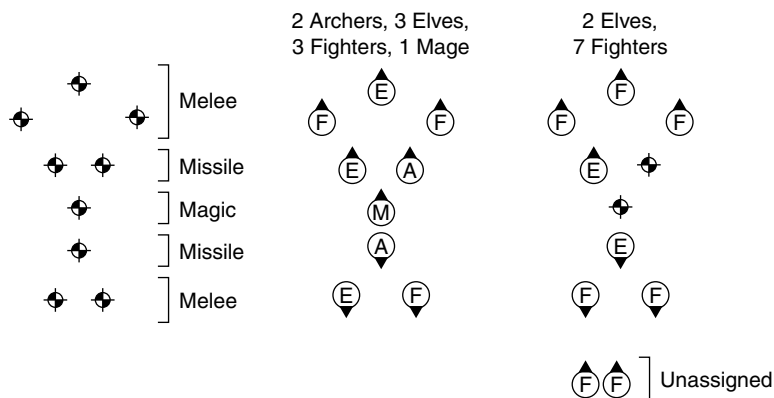 2 Archers, 3 Elves,
3 Fighters, 1 Mage
2 Elves,
7 Fighters
Melee
Missile
Magic
Missile
Melee
E
F F
E A
M
A
E F
F
F F
E
E
F F
F F
Unassigned